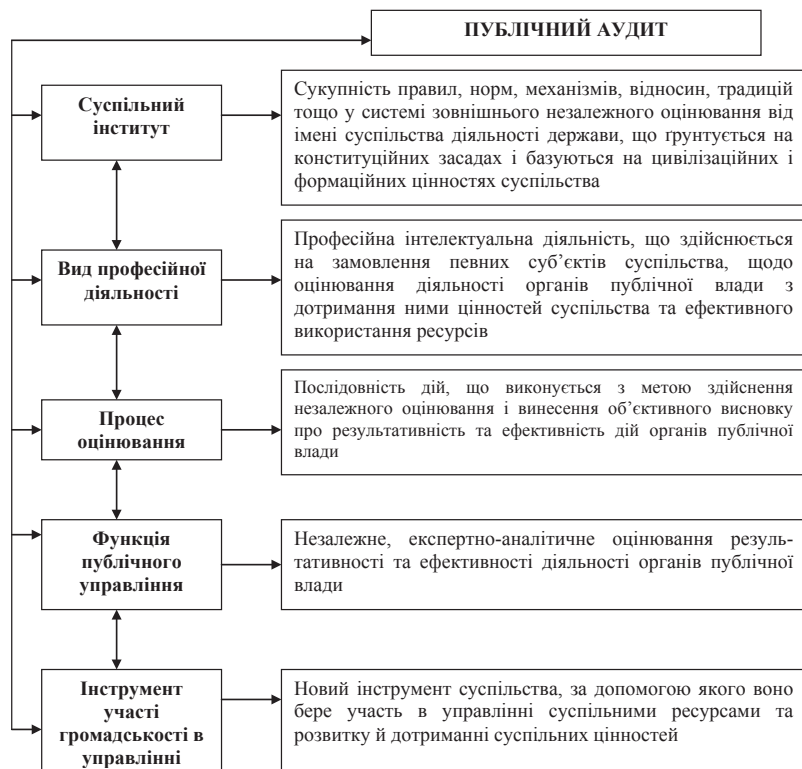 ПУБЛІЧНИЙ АУДИТ
Суспільний
інститут
Сукупність правил, норм, механізмів, відносин, традицій
тощо у системі зовнішнього незалежного оцінювання від
імені суспільства діяльності держави, що ґрунтується на
конституційних засадах і базуються на цивілізаційних і
формаційних цінностях суспільства
Вид професійної
діяльності
Професійна інтелектуальна діяльність, що здійснюється
на замовлення певних суб’єктів суспільства, щодо
оцінювання діяльності органів публічної влади з
дотримання ними цінностей суспільства та ефективного
використання ресурсів
Процес
оцінювання
Послідовність дій, що виконується з метою здійснення
незалежного оцінювання і винесення об’єктивного висновку
про результативність та ефективність дій органів публічної
влади
Функція
публічного
управління
Незалежне, експертно-аналітичне оцінювання резуль-
тативності та ефективності діяльності органів публічної
влади
Інструмент
участі
громадськості в
управлінні
Новий інструмент суспільства, за допомогою якого воно
бере участь в управлінні суспільними ресурсами та
розвитку й дотриманні суспільних цінностей